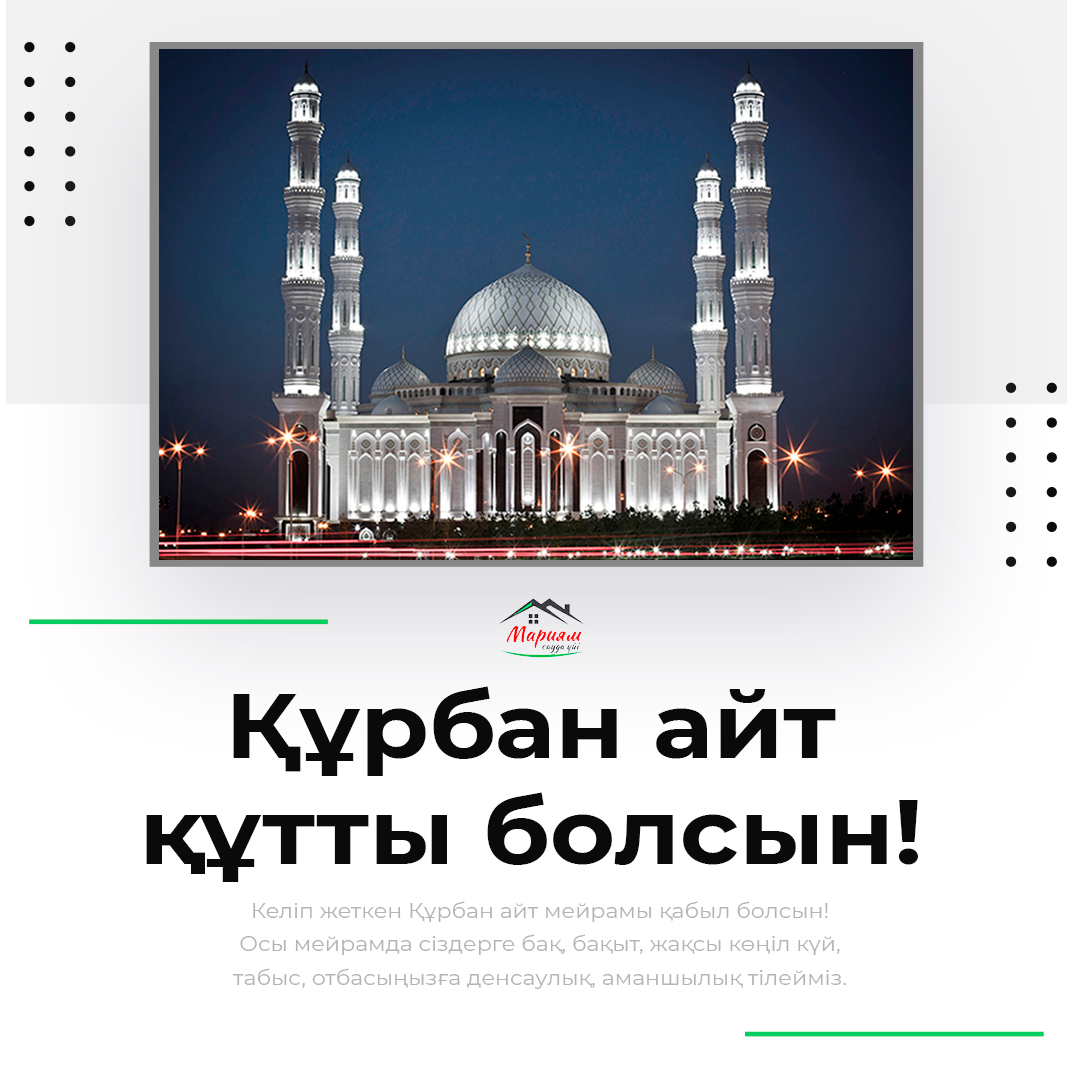 Мариям
сауда үйі
Құрбан айт
құтты болсын!
Келіп жеткен Құрбан айт мейрамы қабыл болсын!
Осы мейрамда сіздерге бақ, бақыт, жақсы көңіл күй,
табыс, отбасыңызға денсаулық, аманшылық тілейміз.